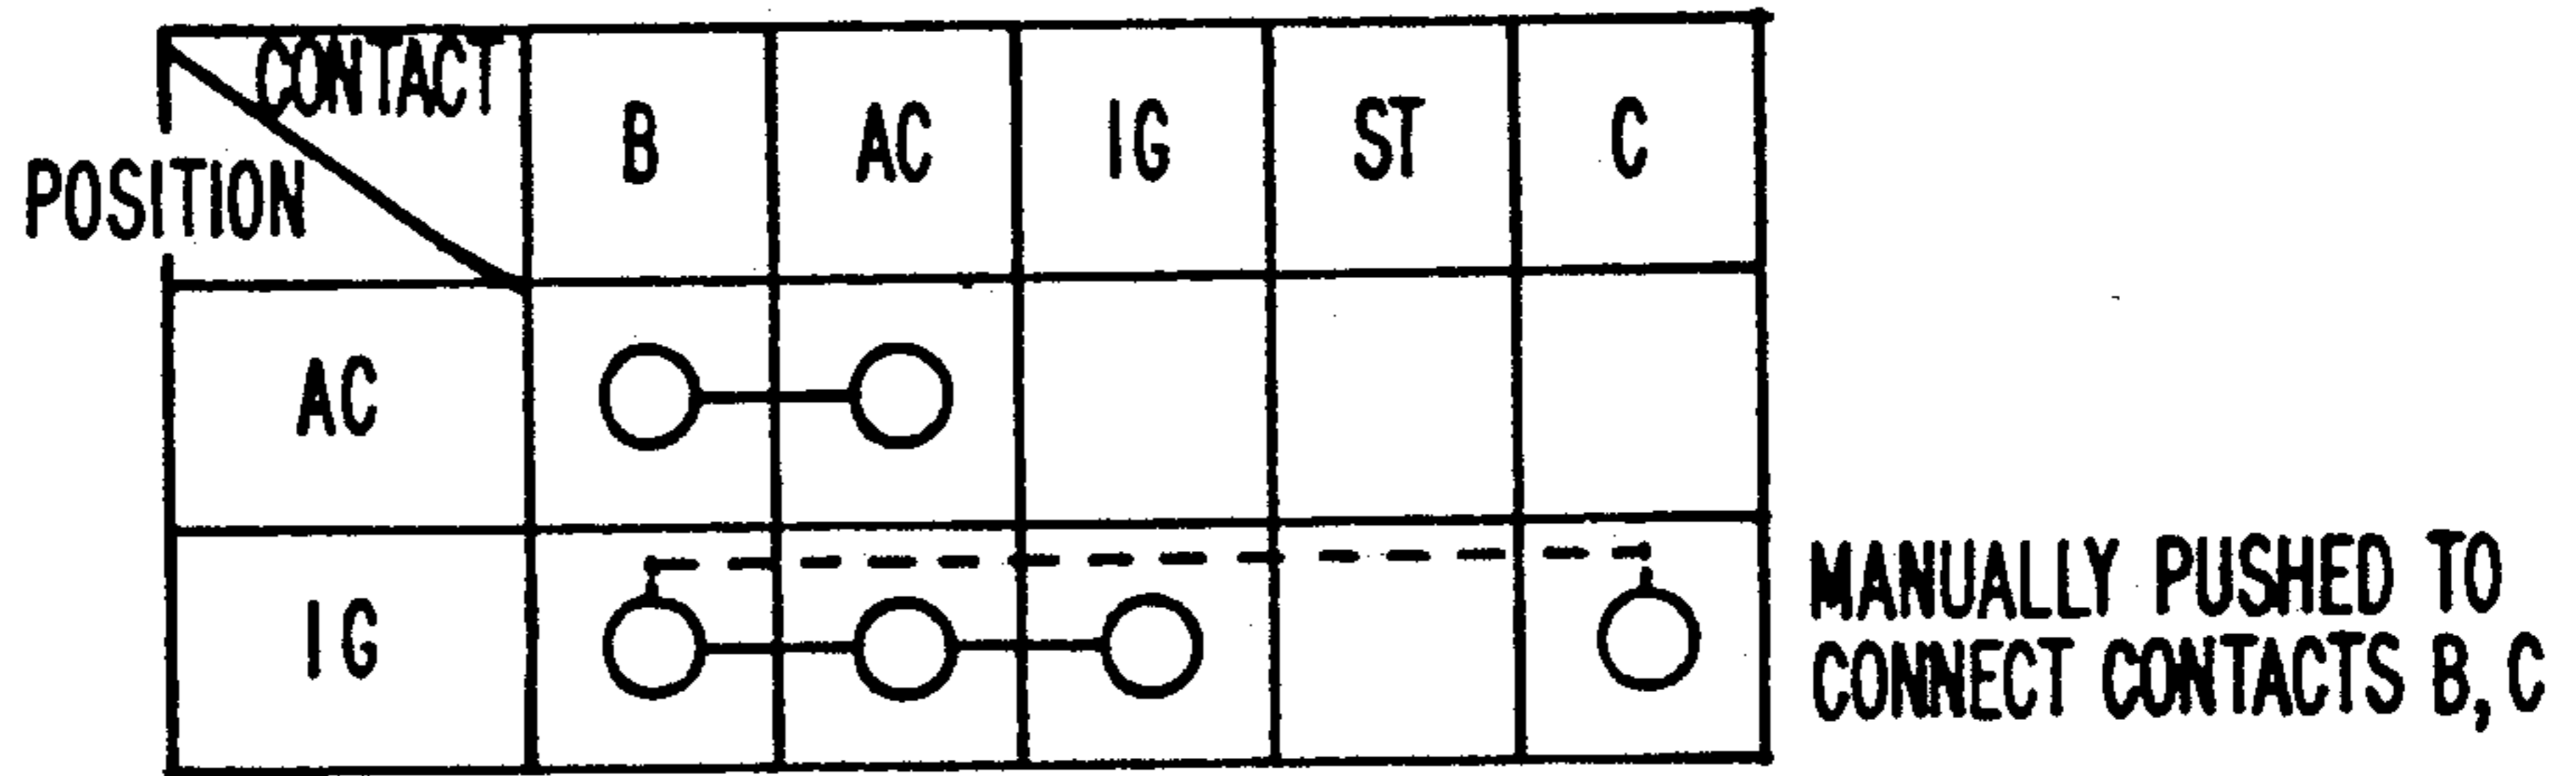 CONTACT
POSITION
B AC IG ST C
AC
IG
MANUALLY PUSHED TO
CONNECT CONTACTS B, C